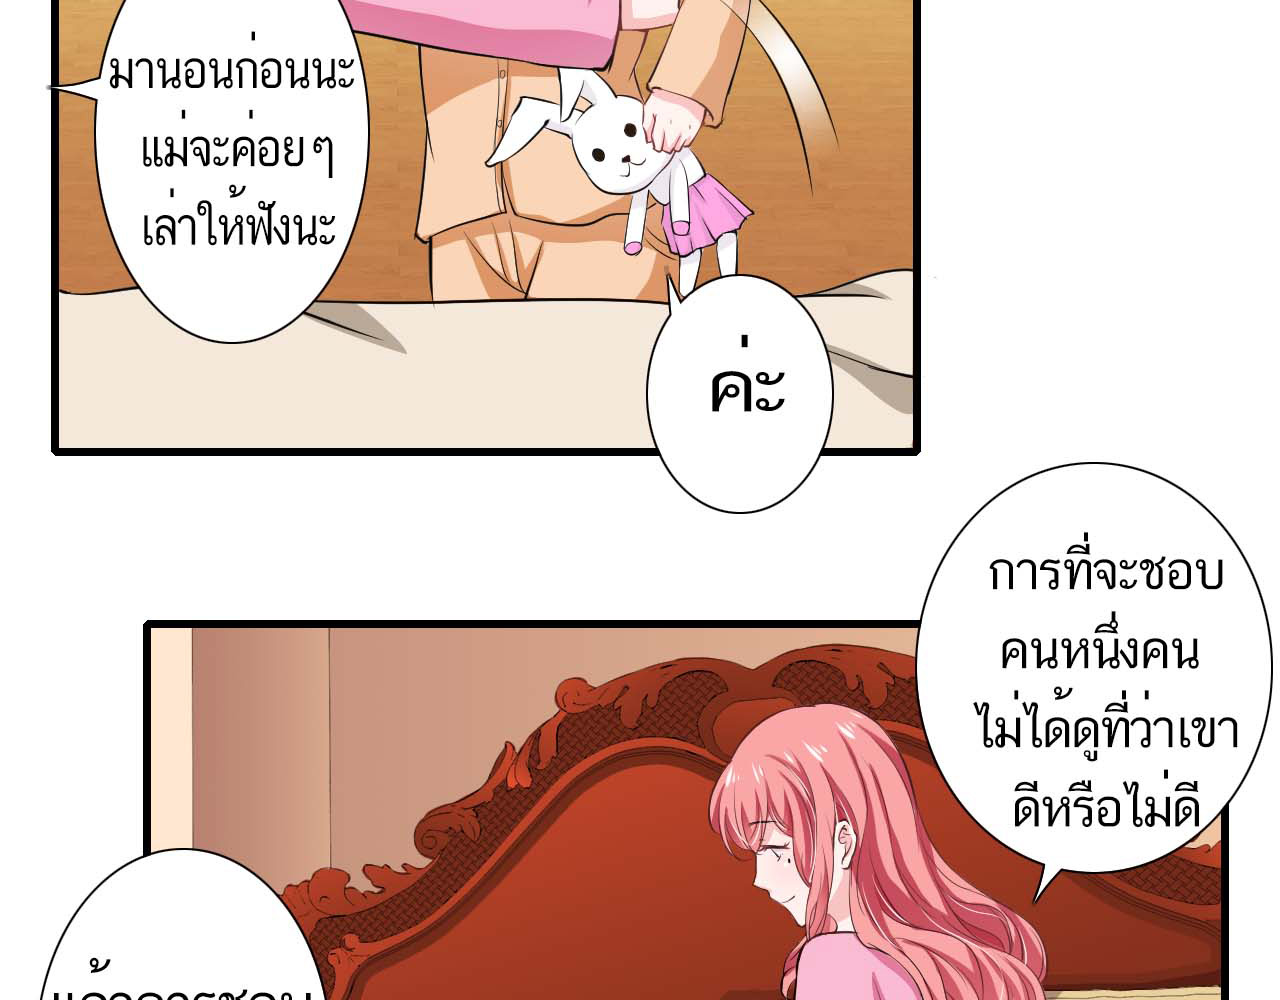 มานอนก่อนนะ
แม่จะค่อยๆ
เล่าให้ฟังนะ
ค่ะ
การที่จะชอบ
คนหนึ่งคน
ไม่ได้ดูที่ว่าเขา
ดีหรือไม่ดี